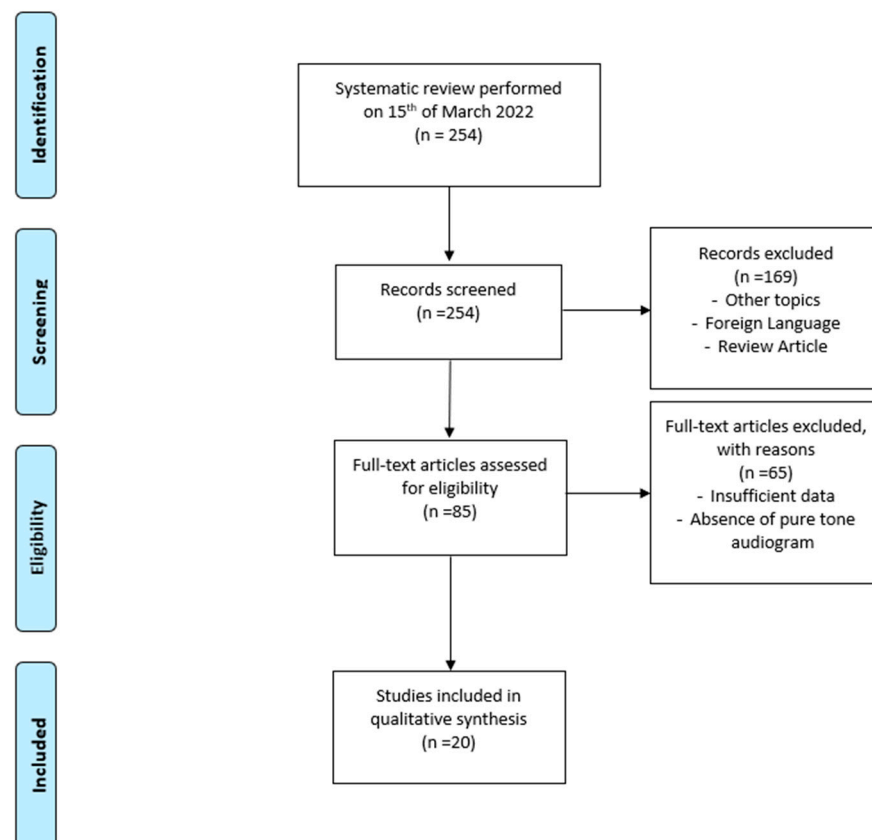 Identification
Systematic review performed
on 15th of March 2022
(n = 254)
Screening
Records screened
(n =254)
Records excluded
(n =169)
- Other topics
- Foreign Language
- Review Article
Eligibility
Full-text articles assessed
for eligibility
(n =85)
Full-text articles excluded,
with reasons
(n =65)
- Insufficient data
- Absence of pure tone
audiogram
Included
Studies included in
qualitative synthesis
(n =20)